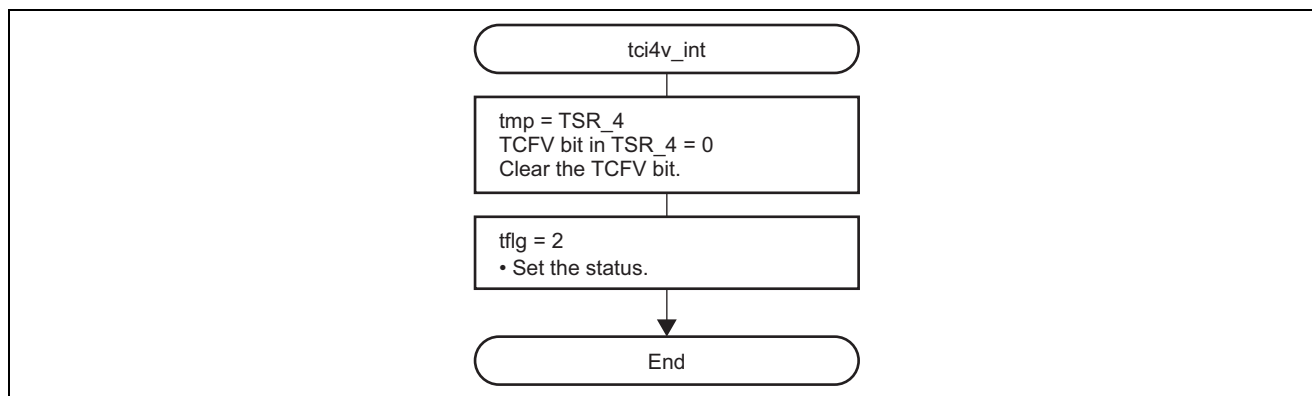 tci4v_int
tmp = TSR_4
TCFV bit in TSR_4 = 0
Clear the TCFV bit.
tflg = 2
• Set the status.
End